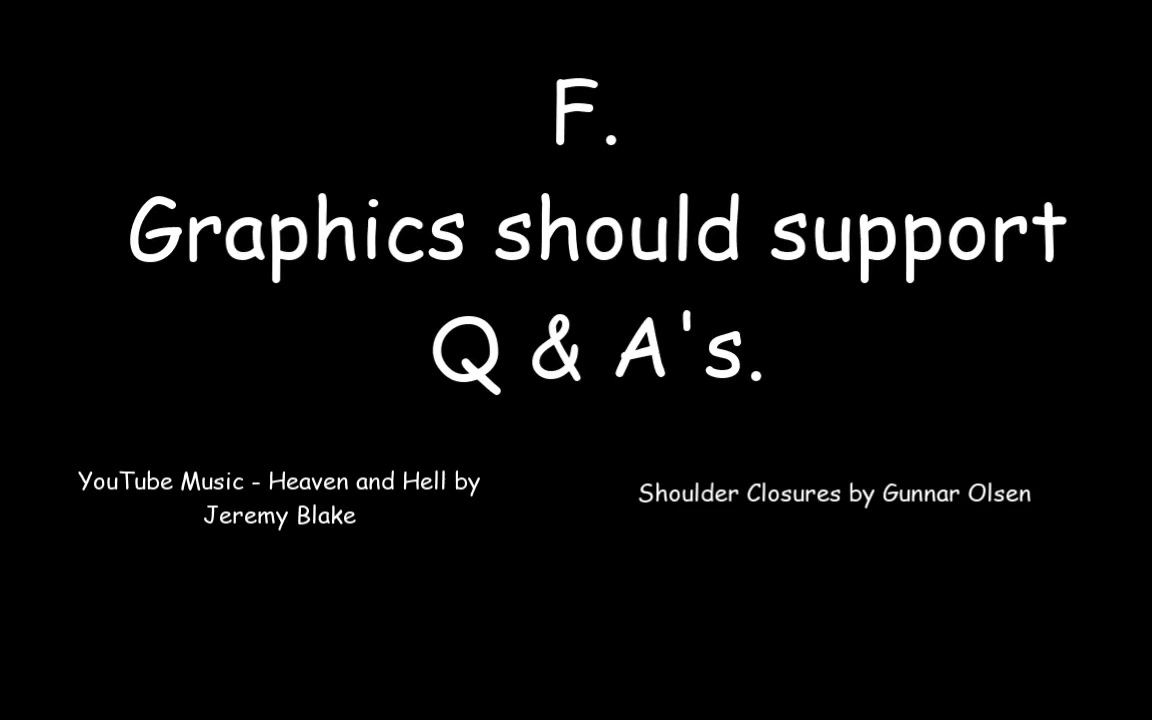 F.
Graphics should support
Q & A's.
YouTube Music - Heaven and Hell by
Jeremy Blake
Shoulder Closures by Gunnar Olsen